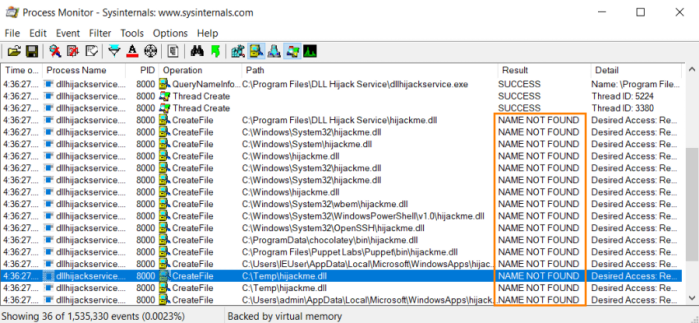 Process Monitor - Sysinternals: www.sysinternals.com
File Edit Event Filter Tools Options Help
Time o... Process Name PID Operation Path Result Detail
4:36:27.... dllhijackservice.... 8000 QueryNameInfo... C:\Program Files\DLL Hijack Service\dllhijackservice.exe SUCCESS Name: \Program File...
4:36:27.... dllhijackservice.... 8000 Thread Create SUCCESS Thread ID: 5224
4:36:27.... dllhijackservice.... 8000 Thread Create SUCCESS Thread ID: 3380
4:36:27.... dllhijackservice.... 8000 CreateFile C:\Program Files\DLL Hijack Service\hijackme.dll NAME NOT FOUND Desired Access: Re...
4:36:27.... dllhijackservice.... 8000 CreateFile C:\Windows\System32\hijackme.dll NAME NOT FOUND Desired Access: Re...
4:36:27.... dllhijackservice.... 8000 CreateFile C:\Windows\System\hijackme.dll NAME NOT FOUND Desired Access: Re...
4:36:27.... dllhijackservice.... 8000 CreateFile C:\Windows\hijackme.dll NAME NOT FOUND Desired Access: Re...
4:36:27.... dllhijackservice.... 8000 CreateFile C:\Windows\System32\hijackme.dll NAME NOT FOUND Desired Access: Re...
4:36:27.... dllhijackservice.... 8000 CreateFile C:\Windows\System32\hijackme.dll NAME NOT FOUND Desired Access: Re...
4:36:27.... dllhijackservice.... 8000 CreateFile C:\Windows\hijackme.dll NAME NOT FOUND Desired Access: Re...
4:36:27.... dllhijackservice.... 8000 CreateFile C:\Windows\System32\wbem\hijackme.dll NAME NOT FOUND Desired Access: Re...
4:36:27.... dllhijackservice.... 8000 CreateFile C:\Windows\System32\WindowsPowerShell\v1.0\hijackme.dll NAME NOT FOUND Desired Access: Re...
4:36:27.... dllhijackservice.... 8000 CreateFile C:\Windows\System32\OpenSSH\hijackme.dll NAME NOT FOUND Desired Access: Re...
4:36:27.... dllhijackservice.... 8000 CreateFile C:\ProgramData\chocolatey\bin\hijackme.dll NAME NOT FOUND Desired Access: Re...
4:36:27.... dllhijackservice.... 8000 CreateFile C:\Program Files\Puppet Labs\Puppet\bin\hijackme.dll NAME NOT FOUND Desired Access: Re...
4:36:27.... dllhijackservice.... 8000 CreateFile C:\Users\IEUser\AppData\Local\Microsoft\WindowsApps\hijac... NAME NOT FOUND Desired Access: Re...
4:36:27.... dllhijackservice.... 8000 CreateFile C:\Temp\hijackme.dll NAME NOT FOUND Desired Access: Re...
4:36:27.... dllhijackservice.... 8000 CreateFile C:\Temp\hijackme.dll NAME NOT FOUND Desired Access: Re...
4:36:27.... dllhijackservice.... 8000 CreateFile C:\Users\admin\AppData\Local\Microsoft\WindowsApps\hijack... NAME NOT FOUND Desired Access: Re...
Showing 36 of 1,535,330 events (0.0023%) Backed by virtual memory